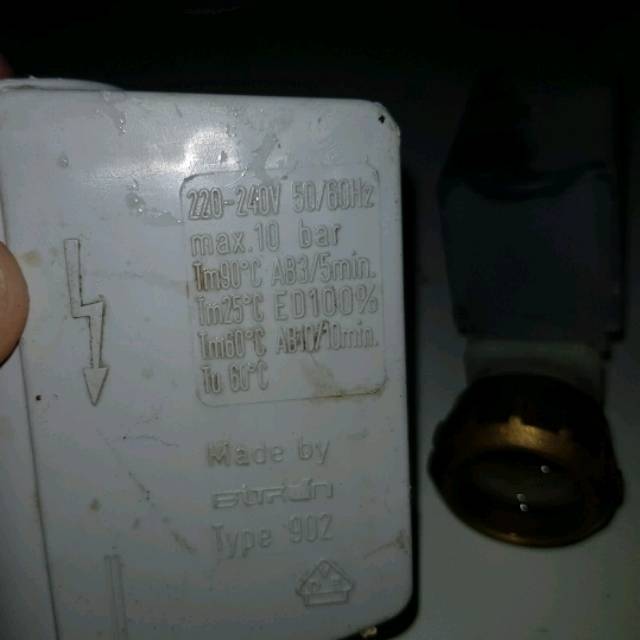 220-240V 50/60Hz
max.10 bar
Tm90°C AB3/5min.
Tm25°C ED100%
Tm60°C /10min.
Tu 60°C
Made by
Type 902